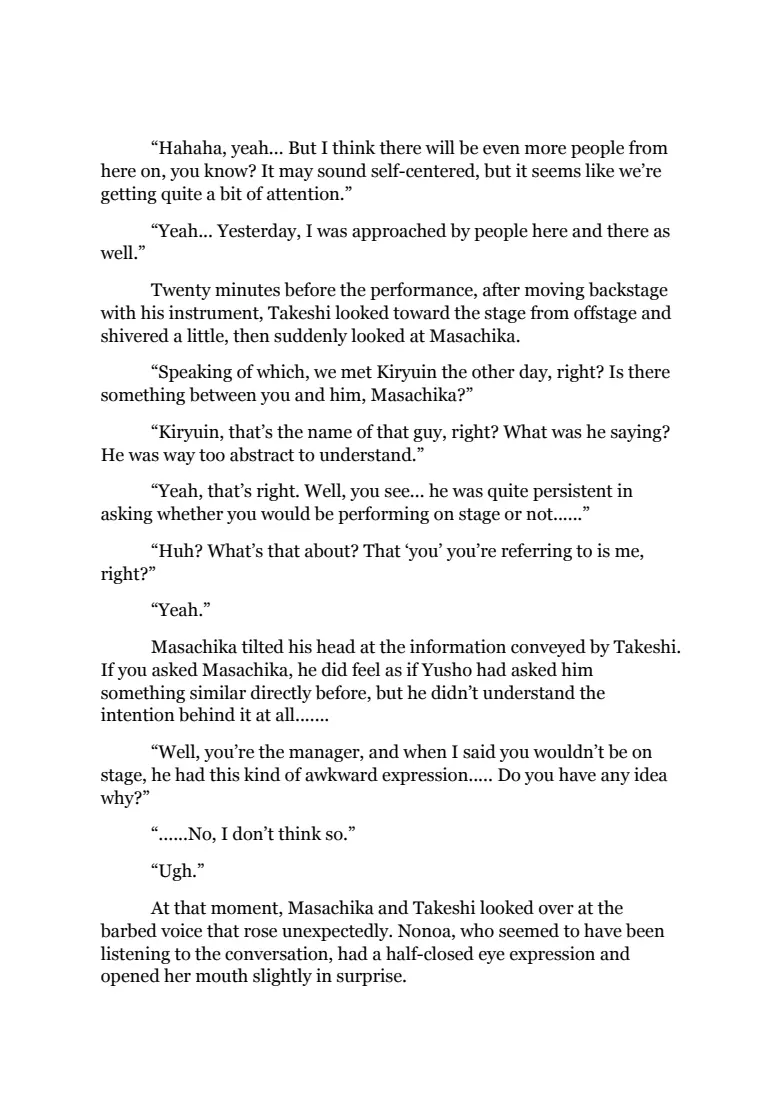 “Hahaha, yeah... But I think there will be even more people from
here on, you know? It may sound self-centered, but it seems like we’re
getting quite a bit of attention.”
“Yeah... Yesterday, I was approached by people here and there as
well.”
Twenty minutes before the performance, after moving backstage
with his instrument, Takeshi looked toward the stage from offstage and
shivered a little, then suddenly looked at Masachika.
“Speaking of which, we met Kiryuin the other day, right? Is there
something between you and him, Masachika?”
“Kiryuin, that’s the name of that guy, right? What was he saying?
He was way too abstract to understand.”
“Yeah, that’s right. Well, you see... he was quite persistent in
asking whether you would be performing on stage or not......”
“Huh? What’s that about? That ‘you’ you’re referring to is me,
right?”
“Yeah.”
Masachika tilted his head at the information conveyed by Takeshi.
If you asked Masachika, he did feel as if Yusho had asked him
something similar directly before, but he didn’t understand the
intention behind it at all.......
“Well, you’re the manager, and when I said you wouldn’t be on
stage, he had this kind of awkward expression..... Do you have any idea
why?”
“......No, I don’t think so.”
“Ugh.”
At that moment, Masachika and Takeshi looked over at the
barbed voice that rose unexpectedly. Nonoa, who seemed to have been
listening to the conversation, had a half-closed eye expression and
opened her mouth slightly in surprise.